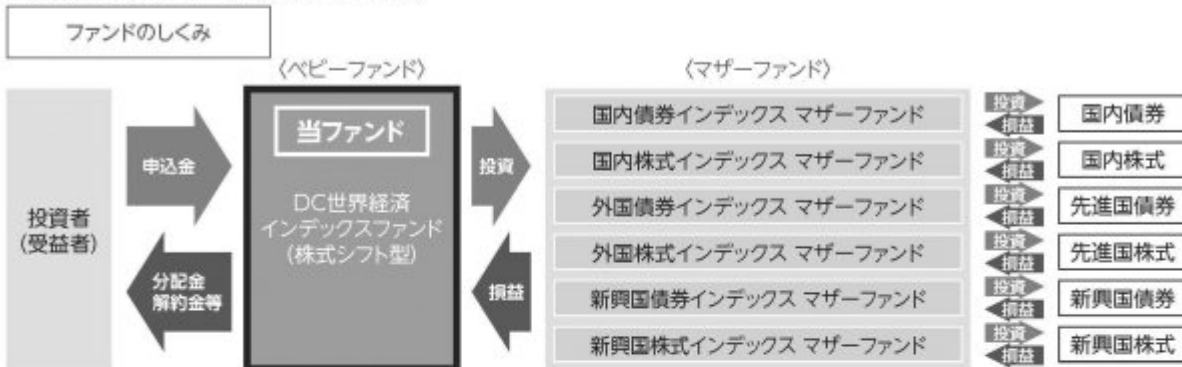 ファンドのしくみ
〈ベビーファンド〉
〈マザーファンド〉
投資者
(受益者)
申込金
分配金
解約金等
当ファンド
DC世界経済
インデックスファンド
(株式シフト型)
投資
損益
国内債券インデックス マザーファンド
投資
損益
国内債券
国内株式インデックス マザーファンド
投資
損益
国内株式
外国債券インデックス マザーファンド
投資
損益
先進国債券
外国株式インデックス マザーファンド
投資
損益
先進国株式
新興国債券インデックス マザーファンド
投資
損益
新興国債券
新興国株式インデックス マザーファンド
投資
損益
新興国株式